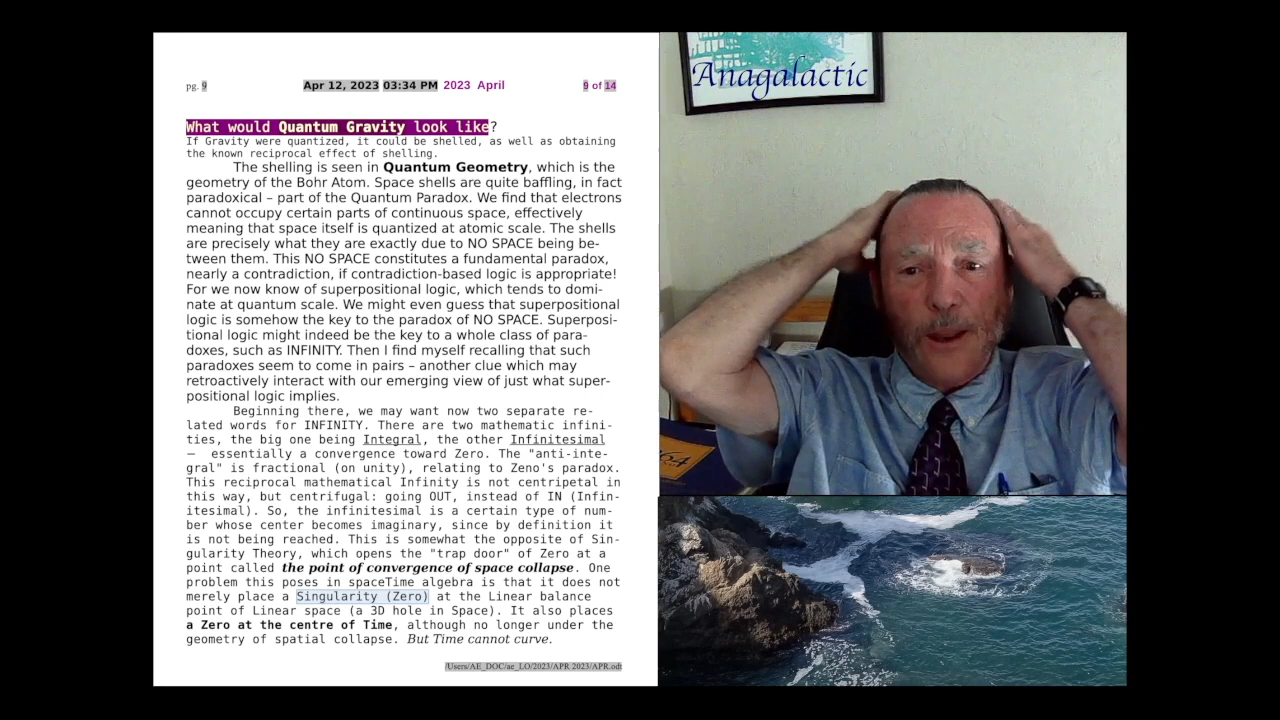 pg. 9 Apr 12, 2023 03:34 PM 2023 April 9 of 14
What would Quantum Gravity look like?
If Gravity were quantized, it could be shelled, as well as obtaining
the known reciprocal effect of shelling.
The shelling is seen in Quantum Geometry, which is the
geometry of the Bohr Atom. Space shells are quite baffling, in fact
paradoxical – part of the Quantum Paradox. We find that electrons
cannot occupy certain parts of continuous space, effectively
meaning that space itself is quantized at atomic scale. The shells
are precisely what they are exactly due to NO SPACE being be-
tween them. This NO SPACE constitutes a fundamental paradox,
nearly a contradiction, if contradiction-based logic is appropriate!
For we now know of superpositional logic, which tends to domi-
nate at quantum scale. We might even guess that superpositional
logic is somehow the key to the paradox of NO SPACE. Superposi-
tional logic might indeed be the key to a whole class of para-
doxes, such as INFINITY. Then I find myself recalling that such
paradoxes seem to come in pairs – another clue which may
retroactively interact with our emerging view of just what super-
positional logic implies.
Beginning there, we may want now two separate re-
lated words for INFINITY. There are two mathematic infini-
ties, the big one being Integral, the other Infinitesimal
— essentially a convergence toward Zero. The "anti-inte-
gral" is fractional (on unity), relating to Zeno's paradox.
This reciprocal mathematical Infinity is not centripetal in
this way, but centrifugal: going OUT, instead of IN (Infin-
itesimal). So, the infinitesimal is a certain type of num-
ber whose center becomes imaginary, since by definition it
is not being reached. This is somewhat the opposite of Sin-
gularity Theory, which opens the "trap door" of Zero at a
point called the point of convergence of space collapse. One
problem this poses in spaceTime algebra is that it does not
merely place a Singularity (Zero) at the Linear balance
point of Linear space (a 3D hole in Space). It also places
a Zero at the centre of Time, although no longer under the
geometry of spatial collapse. But Time cannot curve.
/Users/AE_DOC/ae_LO/2023/APR 2023/APR.odt
Anagalactic
64